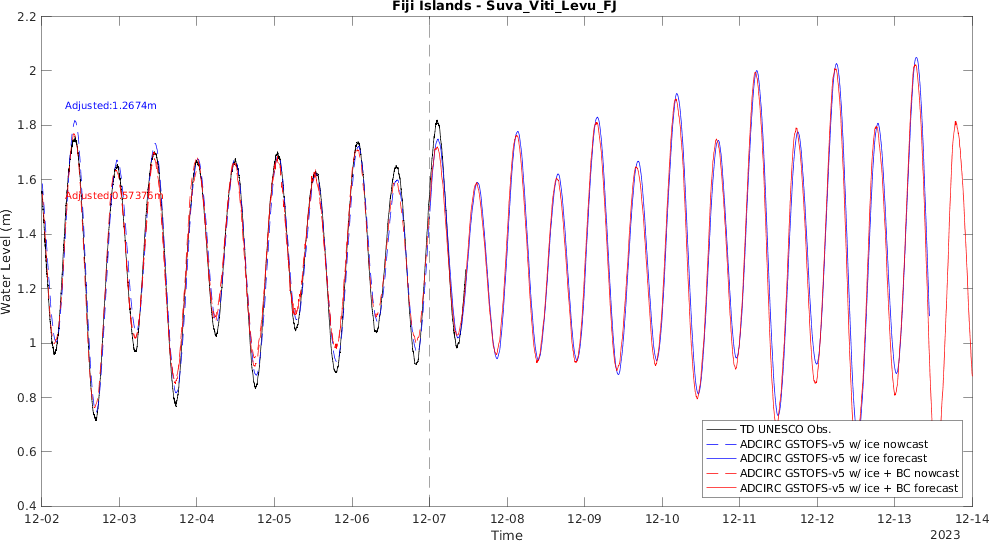 Fiji Islands - Suva_Viti_Levu_FJ
2.2
2
1.8
1.6
1.4
1.2
1
0.8
0.6
0.4
Water Level (m)
Adjusted:1.2674m
Adjusted:0.57375m
TD UNESCO Obs.
ADCIRC GSTOFS-v5 w/ ice nowcast
ADCIRC GSTOFS-v5 w/ ice forecast
ADCIRC GSTOFS-v5 w/ ice + BC nowcast
ADCIRC GSTOFS-v5 w/ ice + BC forecast
12-02 12-03 12-04 12-05 12-06 12-07 12-08 12-09 12-10 12-11 12-12 12-13 12-14
Time
2023